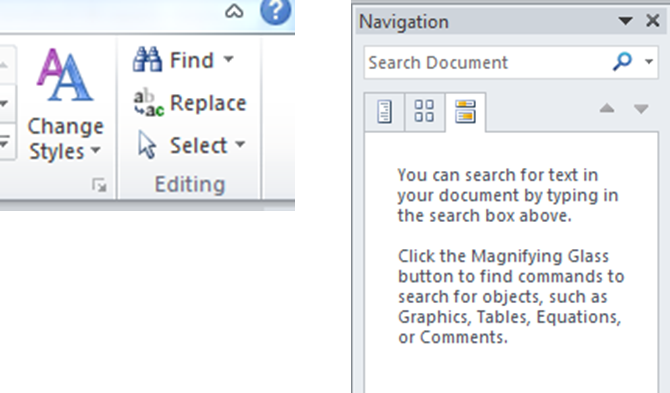 ?
Find
ab
ac
Replace
Change
Styles
Select
Editing
Navigation
Search Document
You can search for text in
your document by typing in
the search box above.
Click the Magnifying Glass
button to find commands to
search for objects, such as
Graphics, Tables, Equations,
or Comments.